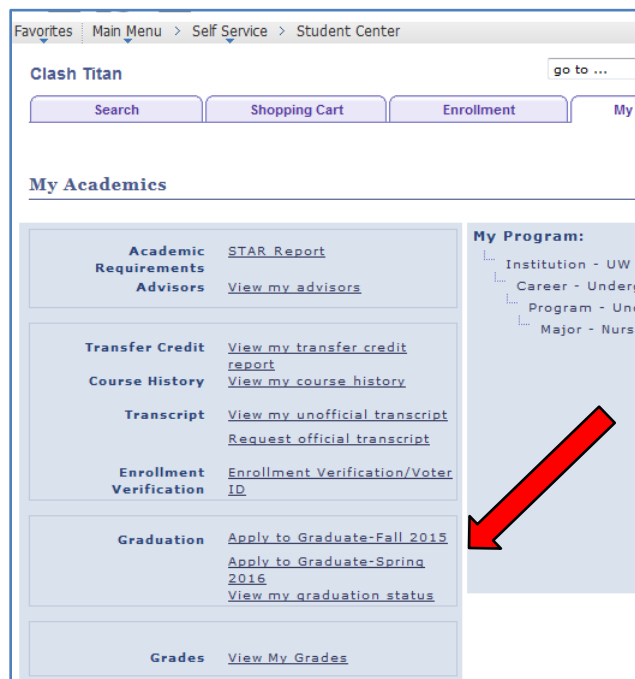 Favorites Main Menu > Self Service > Student Center
Clash Titan
go to ...
Search Shopping Cart Enrollment My
My Academics
Academic Requirements STAR Report
Advisors View my advisors
Transfer Credit View my transfer credit
report
Course History View my course history
Transcript View my unofficial transcript
Request official transcript
Enrollment Enrollment Verification/Voter
Verification ID
Graduation Apply to Graduate-Fall 2015
Apply to Graduate-Spring
2016
View my graduation status
Grades View My Grades
My Program:
Institution - UW
Career - Underg
Program - Und
Major - Nurs